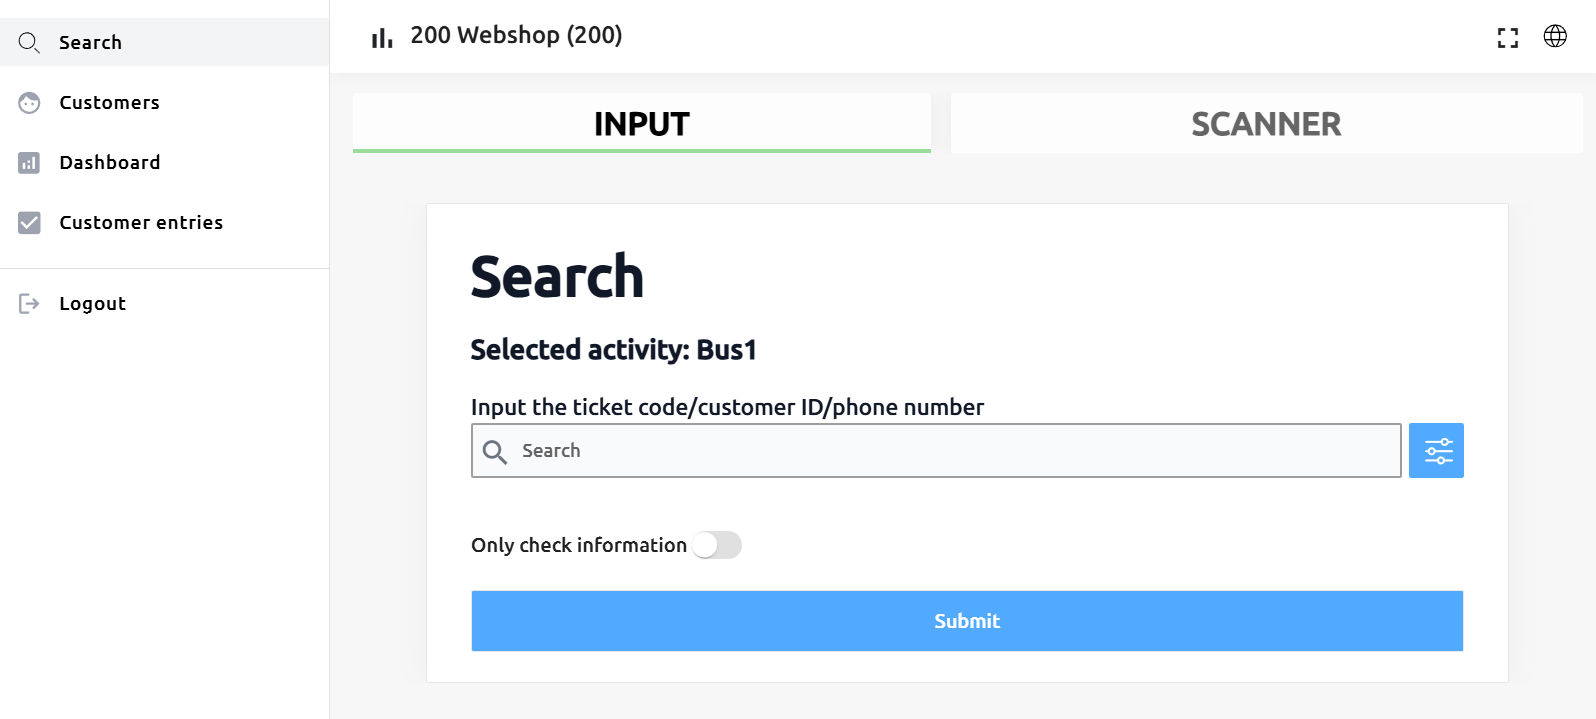 Search
Customers
Dashboard
Customer entries
Logout
200 Webshop (200)
INPUT
SCANNER
Search
Selected activity: Bus1
Input the ticket code/customer ID/phone number
Search
Only check information
Submit